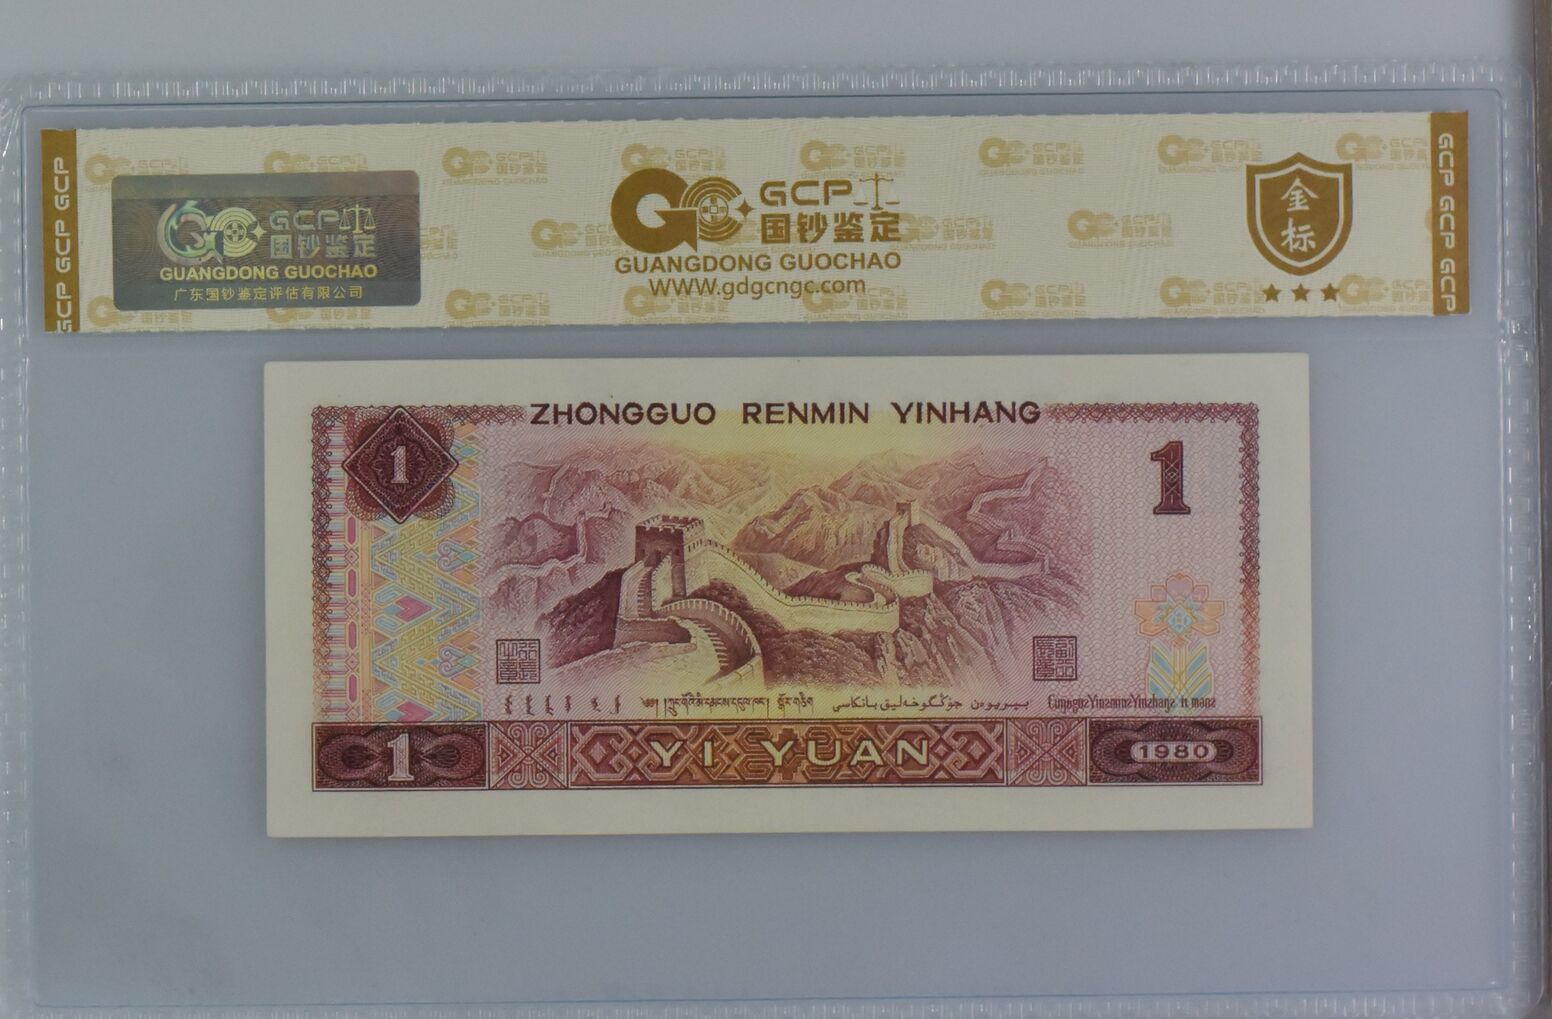 GCP
国钞鉴定
GUANGDONG GUOCHAO
广东国钞鉴定评估有限公司
GCP
国钞鉴定
GUANGDONG GUOCHAO
WWW.gdgcngc.com
金标
GCP GCP GCP
GCP GCP GCP
ZHONGGUO RENMIN YINHANG
1
1
1
YI YUAN
1980